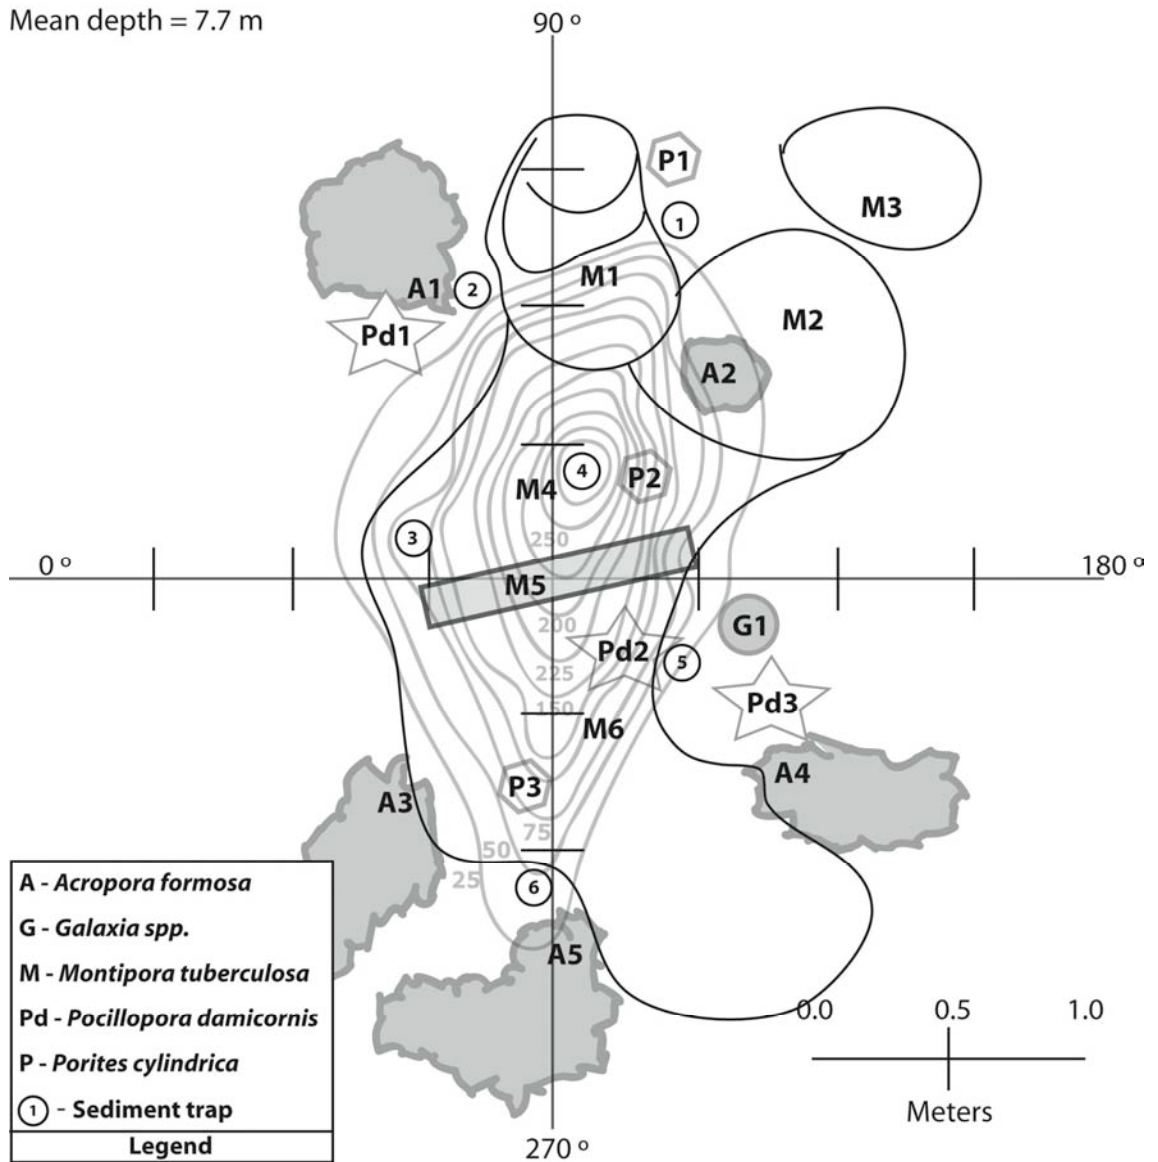 Mean depth = 7.7 m
90 º
P1
M3
1
M1
A1
2
M2
Pd1
A2
4
P2
M4
3
250
0 º
180 º
M5
200
G1
Pd2
5
225
Pd3
150
M6
A4
P3
A3
75
50
25
6
A5
A - Acropora formosa
G - Galaxia spp.
M - Montipora tuberculosa
Pd - Pocillopora damicornis
P - Porites cylindrica
1 - Sediment trap
Legend
0.0 0.5 1.0
Meters
270 º